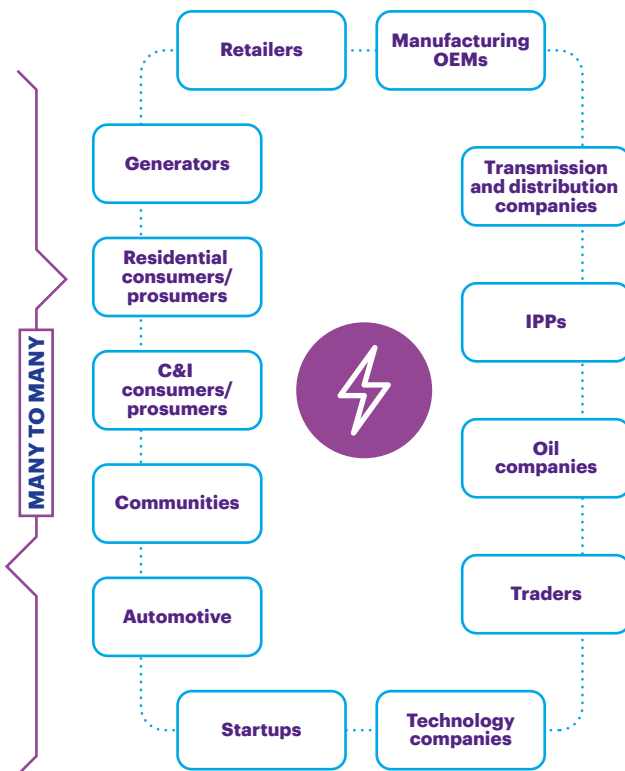 Retailers
Manufacturing
OEMs
Generators
Transmission
and distribution
companies
Residential
consumers/
prosumers
IPPs
MANY TO MANY
C&I
consumers/
prosumers
Oil
companies
Communities
Automotive
Traders
Startups
Technology
companies